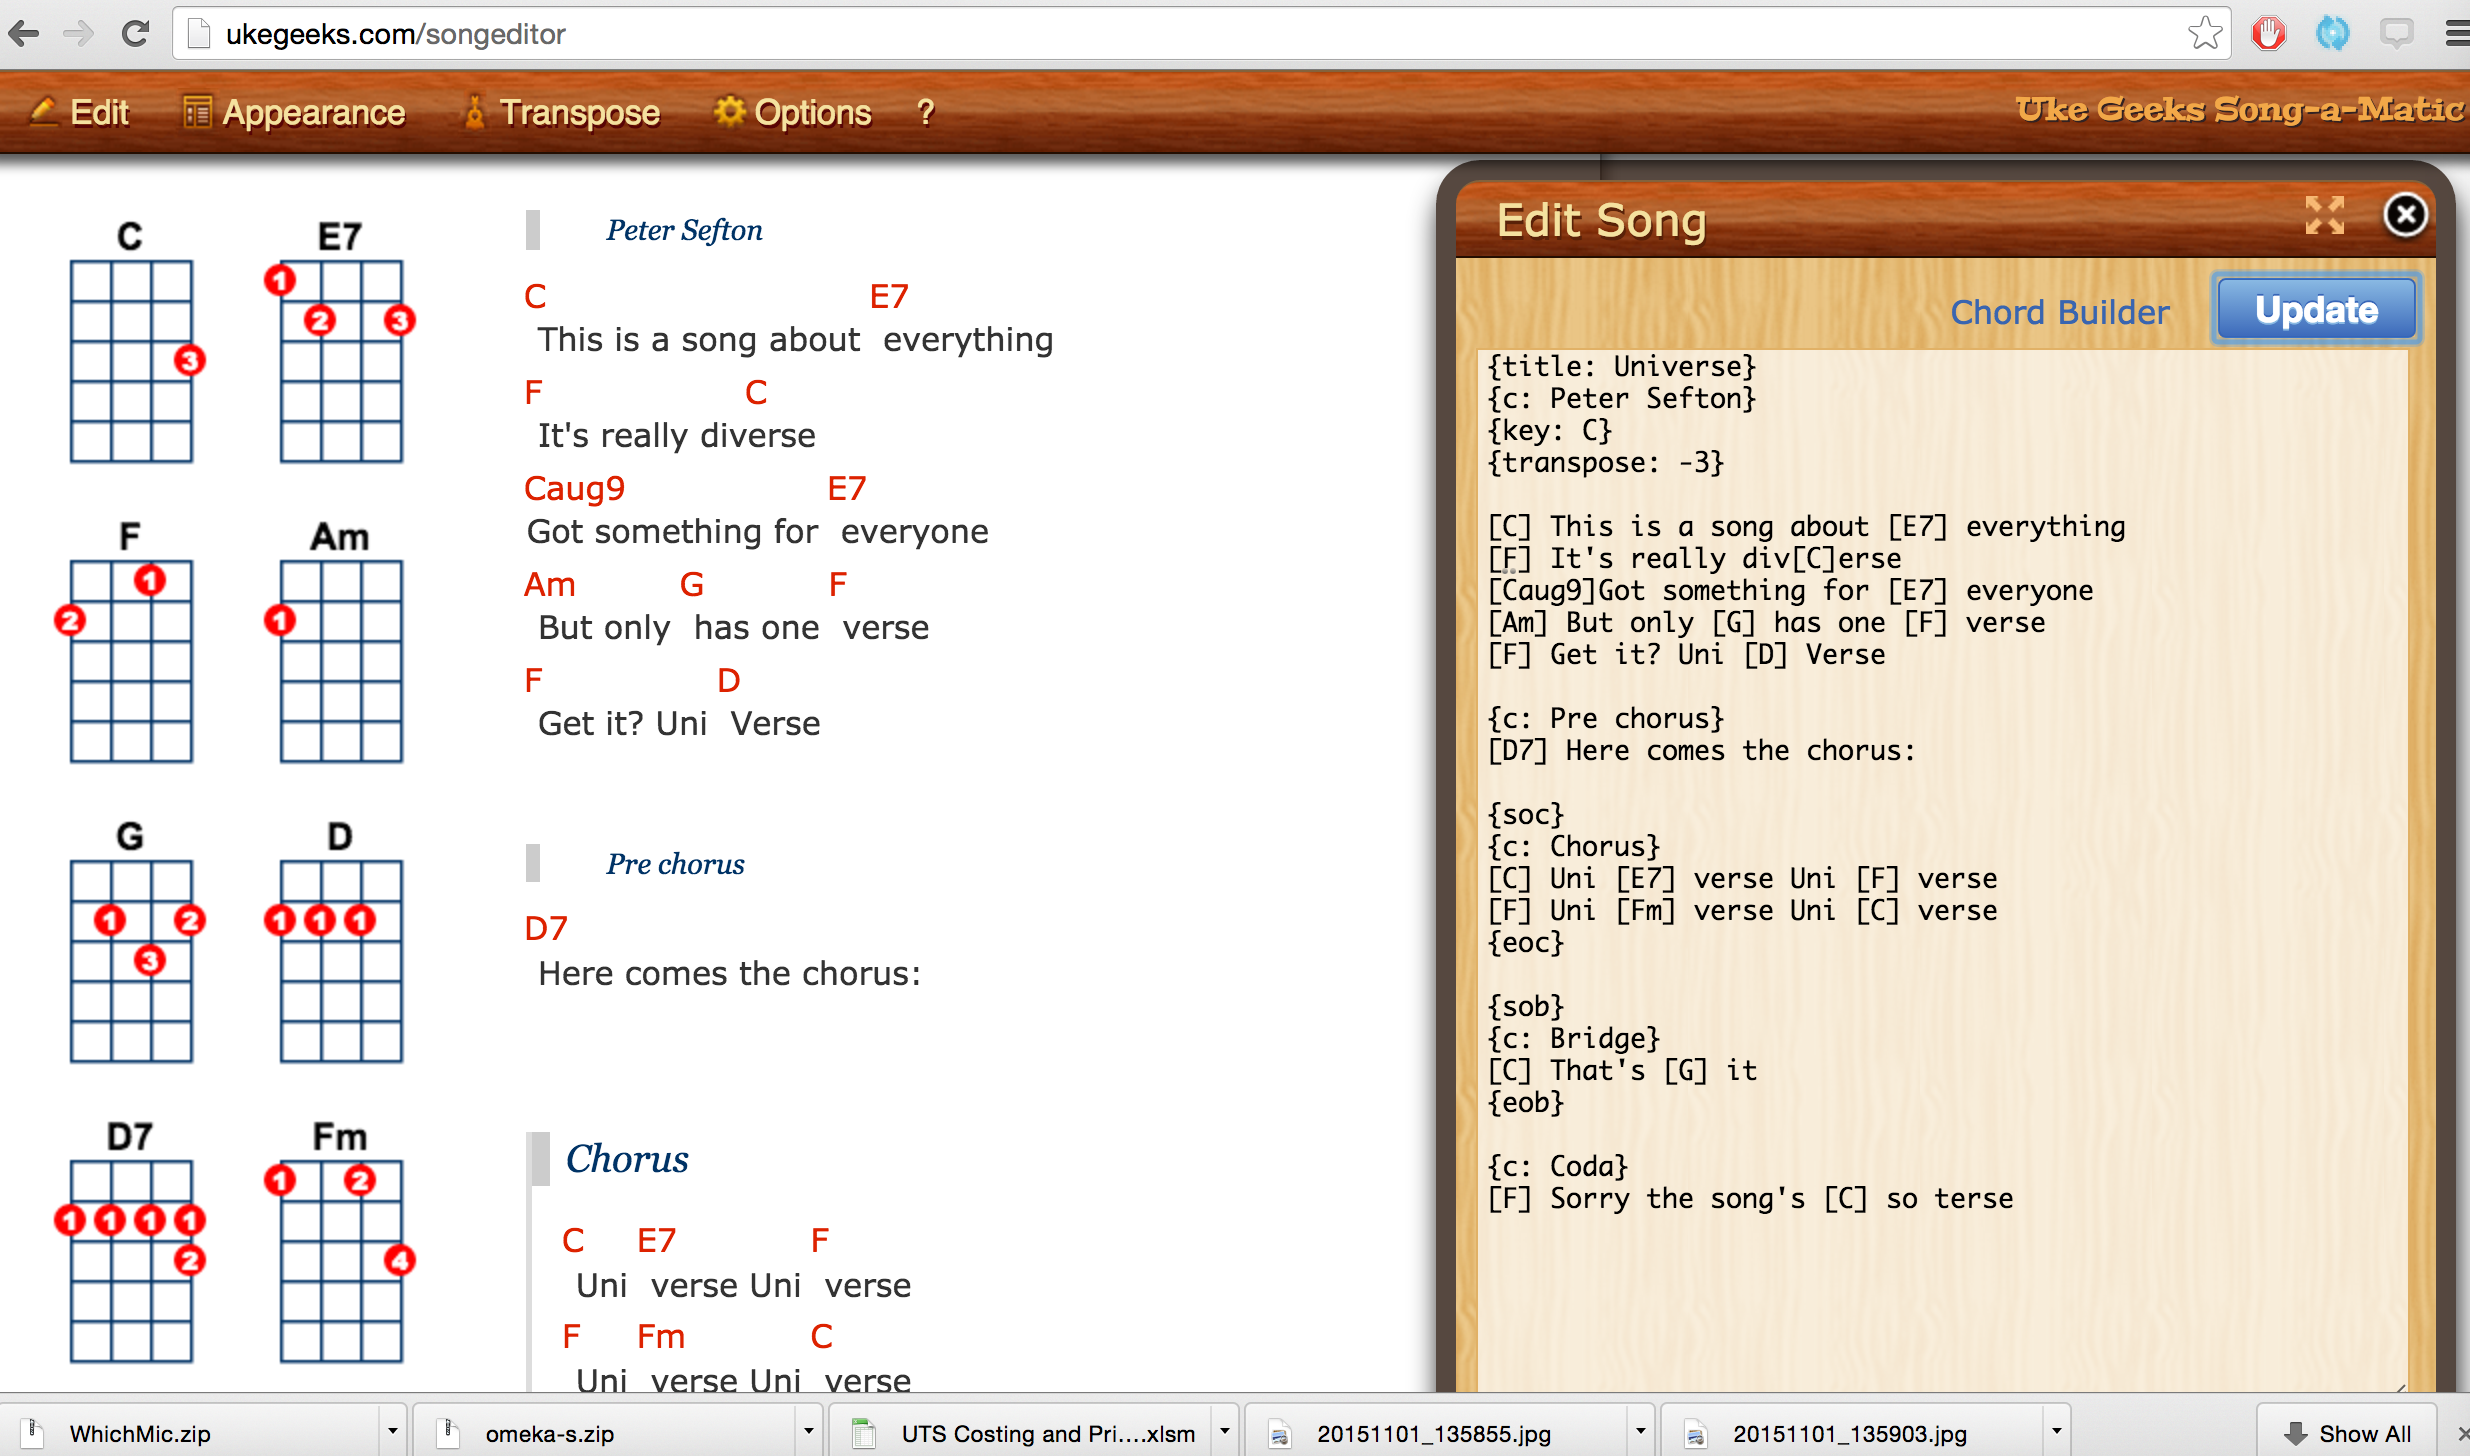 ukegeeks.com/songeditor
Edit Appearance Transpose Options ? Uke Geeks Song-a-Matic
C E7
1
2 3
3
F Am
1
2 1
G D
1 2 1 1 1
3
D7 Fm
1 2
1 1 1 1
2 4
Peter Sefton
C E7
This is a song about everything
F C
It's really diverse
Caug9 E7
Got something for everyone
Am G F
But only has one verse
F D
Get it? Uni Verse
Pre chorus
D7
Here comes the chorus:
Chorus
C E7 F
Uni verse Uni verse
F Fm C
Uni verse Uni verse
Edit Song
Chord Builder Update
{title: Universe}
{c: Peter Sefton}
{key: C}
{transpose: -3}
[C] This is a song about [E7] everything
[F] It's really div[C]erse
[Caug9]Got something for [E7] everyone
[Am] But only [G] has one [F] verse
[F] Get it? Uni [D] Verse
{c: Pre chorus}
[D7] Here comes the chorus:
{soc}
{c: Chorus}
[C] Uni [E7] verse Uni [F] verse
[F] Uni [Fm] verse Uni [C] verse
{eoc}
{sob}
{c: Bridge}
[C] That's [G] it
{eob}
{c: Coda}
[F] Sorry the song's [C] so terse
WhichMic.zip omeka-s.zip UTS Costing and Pri....xlsm 20151101_135855.jpg 20151101_135903.jpg Show All